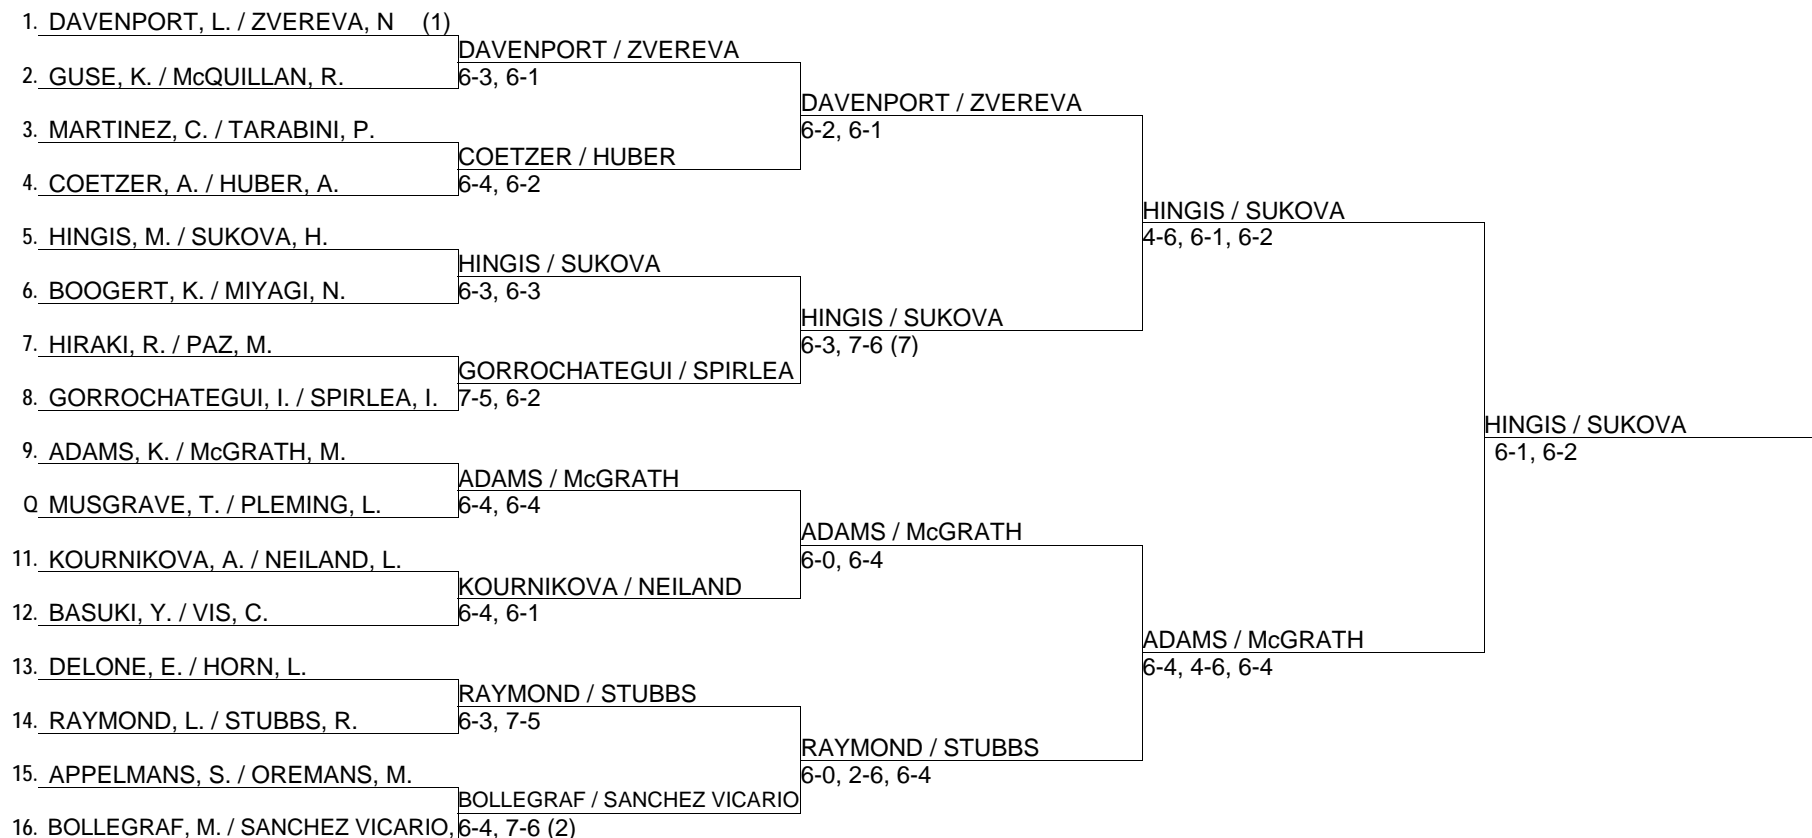 1. DAVENPORT, L. / ZVEREVA, N (1)
2. GUSE, K. / McQUILLAN, R.
3. MARTINEZ, C. / TARABINI, P.
4. COETZER, A. / HUBER, A.
5. HINGIS, M. / SUKOVA, H.
6. BOOGERT, K. / MIYAGI, N.
7. HIRAKI, R. / PAZ, M.
8. GORROCHATEGUI, I. / SPIRLEA, I.
9. ADAMS, K. / McGRATH, M.
Q MUSGRAVE, T. / PLEMING, L.
11. KOURNIKOVA, A. / NEILAND, L.
12. BASUKI, Y. / VIS, C.
13. DELONE, E. / HORN, L.
14. RAYMOND, L. / STUBBS, R.
15. APPELMANS, S. / OREMANS, M.
16. BOLLEGRAF, M. / SANCHEZ VICARIO,
DAVENPORT / ZVEREVA
6-3, 6-1
COETZER / HUBER
6-4, 6-2
HINGIS / SUKOVA
6-3, 6-3
GORROCHATEGUI / SPIRLEA
7-5, 6-2
ADAMS / McGRATH
6-4, 6-4
KOURNIKOVA / NEILAND
6-4, 6-1
RAYMOND / STUBBS
6-3, 7-5
BOLLEGRAF / SANCHEZ VICARIO
6-4, 7-6 (2)
DAVENPORT / ZVEREVA
6-2, 6-1
HINGIS / SUKOVA
6-3, 7-6 (7)
ADAMS / McGRATH
6-0, 6-4
RAYMOND / STUBBS
6-0, 2-6, 6-4
HINGIS / SUKOVA
4-6, 6-1, 6-2
ADAMS / McGRATH
6-4, 4-6, 6-4
HINGIS / SUKOVA
6-1, 6-2